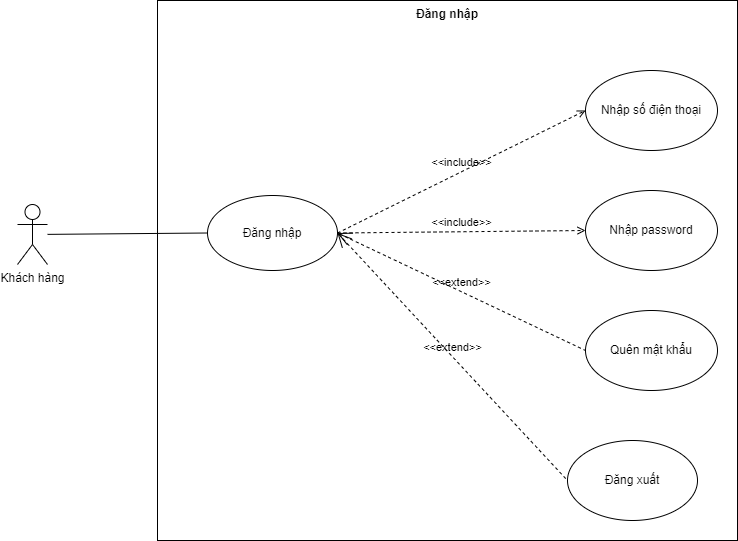 Đăng nhập
Nhập số điện thoại
<<include>>
Nhập password
<<include>>
Đăng nhập
Khách hàng
<<extend>>
Quên mật khẩu
<<extend>>
Đăng xuất